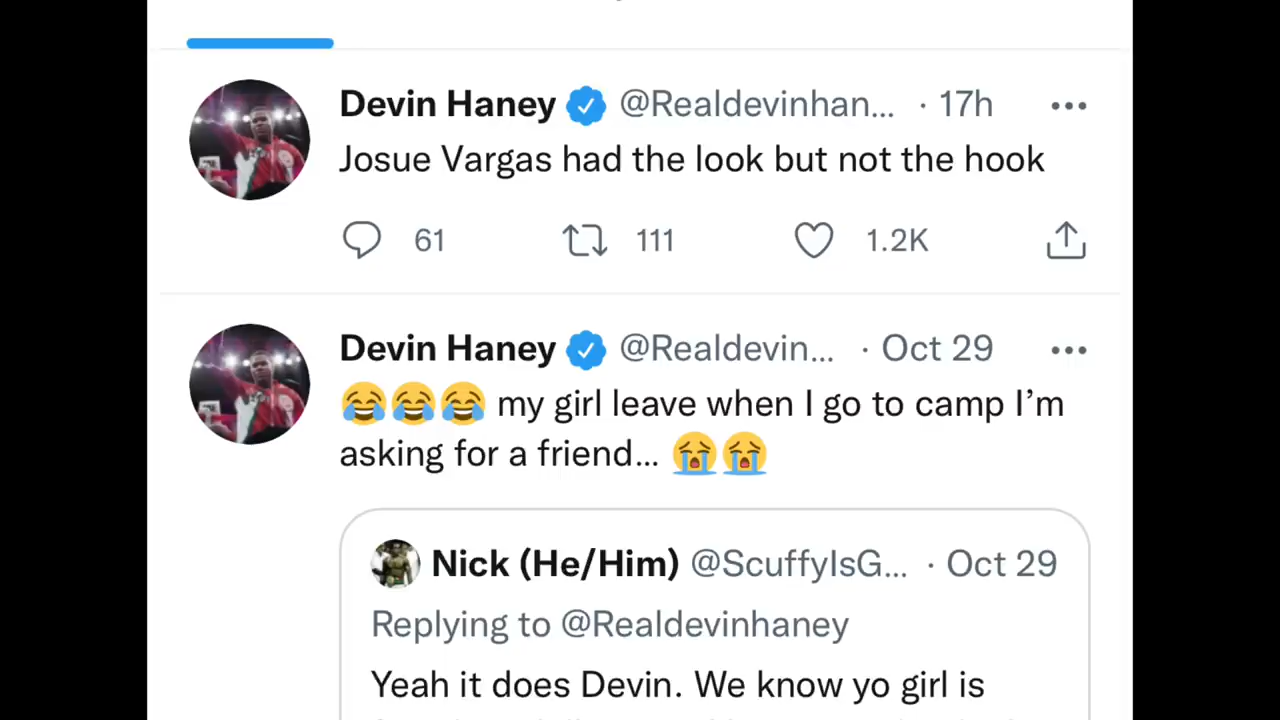 Devin Haney @Realdevinhan... · 17h
Josue Vargas had the look but not the hook
61 111 1.2K
Devin Haney @Realdevin... · Oct 29
😂😂😂 my girl leave when I go to camp I’m
asking for a friend... 😭😭
Nick (He/Him) @ScuffyIsG... · Oct 29
Replying to @Realdevinhaney
Yeah it does Devin. We know yo girl is